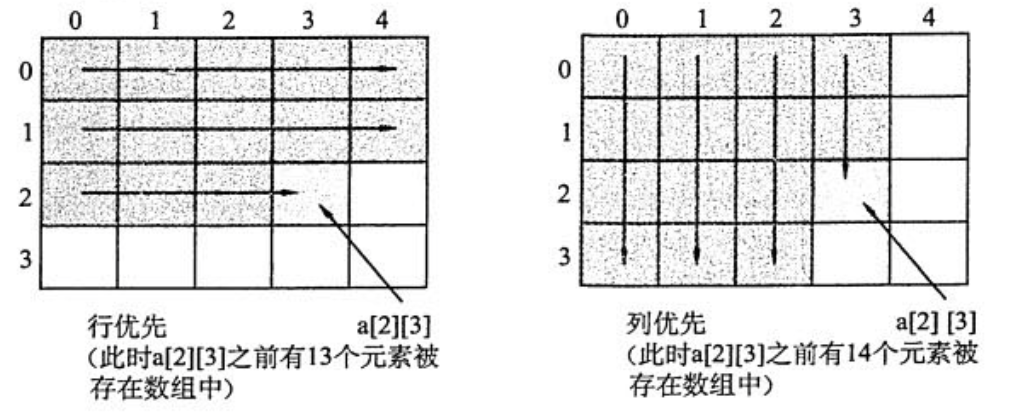 0 1 2 3 4
0
1
2
3
行优先 a[2][3]
(此时a[2][3]之前有13个元素被
存在数组中)
0 1 2 3 4
0
1
2
3
列优先 a[2] [3]
(此时a[2][3]之前有14个元素被
存在数组中)